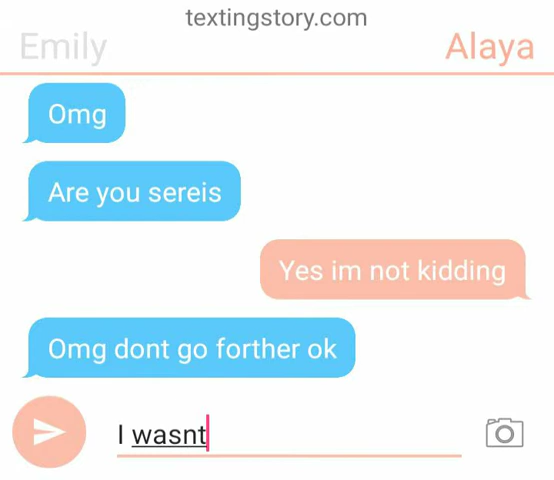 textingstory.com
Emily
Alaya
Omg
Are you sereis
Yes im not kidding
Omg dont go forther ok
I wasnt